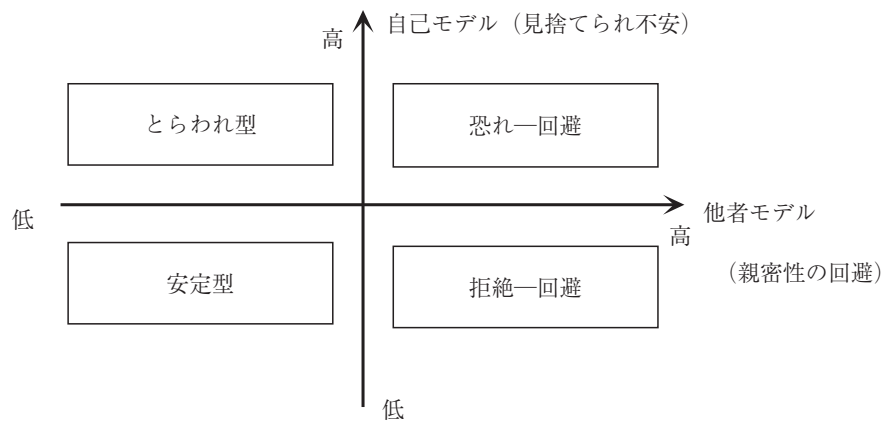 自己モデル（見捨てられ不安）
高
とらわれ型
恐れ―回避
低
他者モデル
高
（親密性の回避）
安定型
拒絶―回避
低